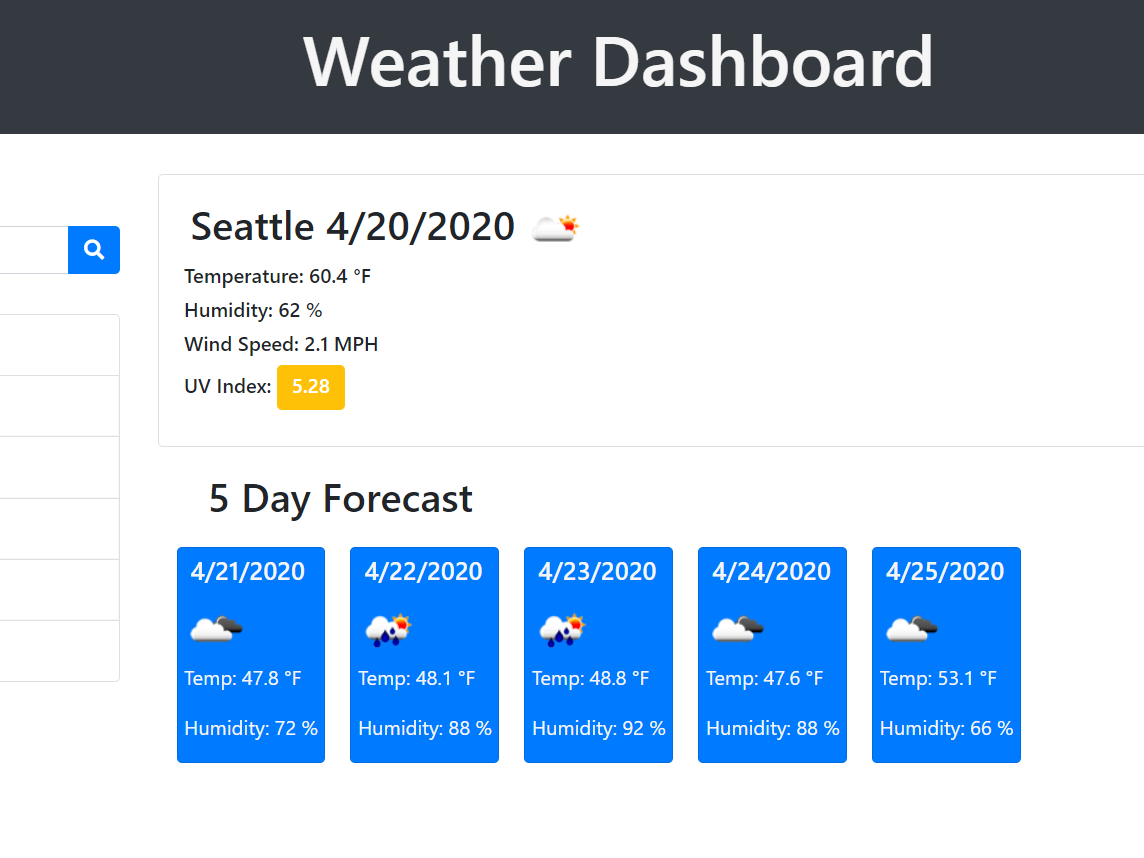 Weather Dashboard
Seattle 4/20/2020
Temperature: 60.4 °F
Humidity: 62 %
Wind Speed: 2.1 MPH
UV Index: 5.28
5 Day Forecast
4/21/2020
Temp: 47.8 °F
Humidity: 72 %
4/22/2020
Temp: 48.1 °F
Humidity: 88 %
4/23/2020
Temp: 48.8 °F
Humidity: 92 %
4/24/2020
Temp: 47.6 °F
Humidity: 88 %
4/25/2020
Temp: 53.1 °F
Humidity: 66 %